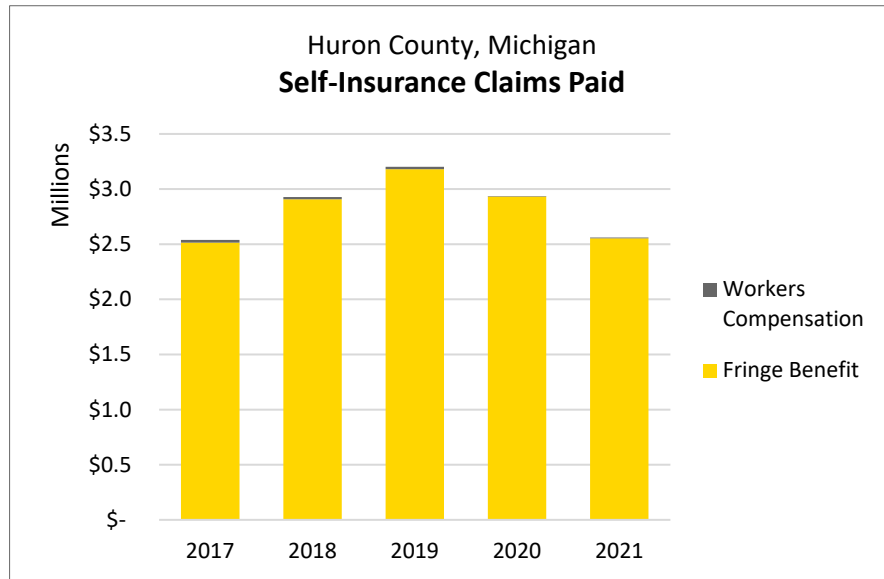 Huron County, Michigan
Self-Insurance Claims Paid
Millions
$3.5
$3.0
$2.5
$2.0
$1.5
$1.0
$0.5
$-
2017 2018 2019 2020 2021
Workers
Compensation
Fringe Benefit